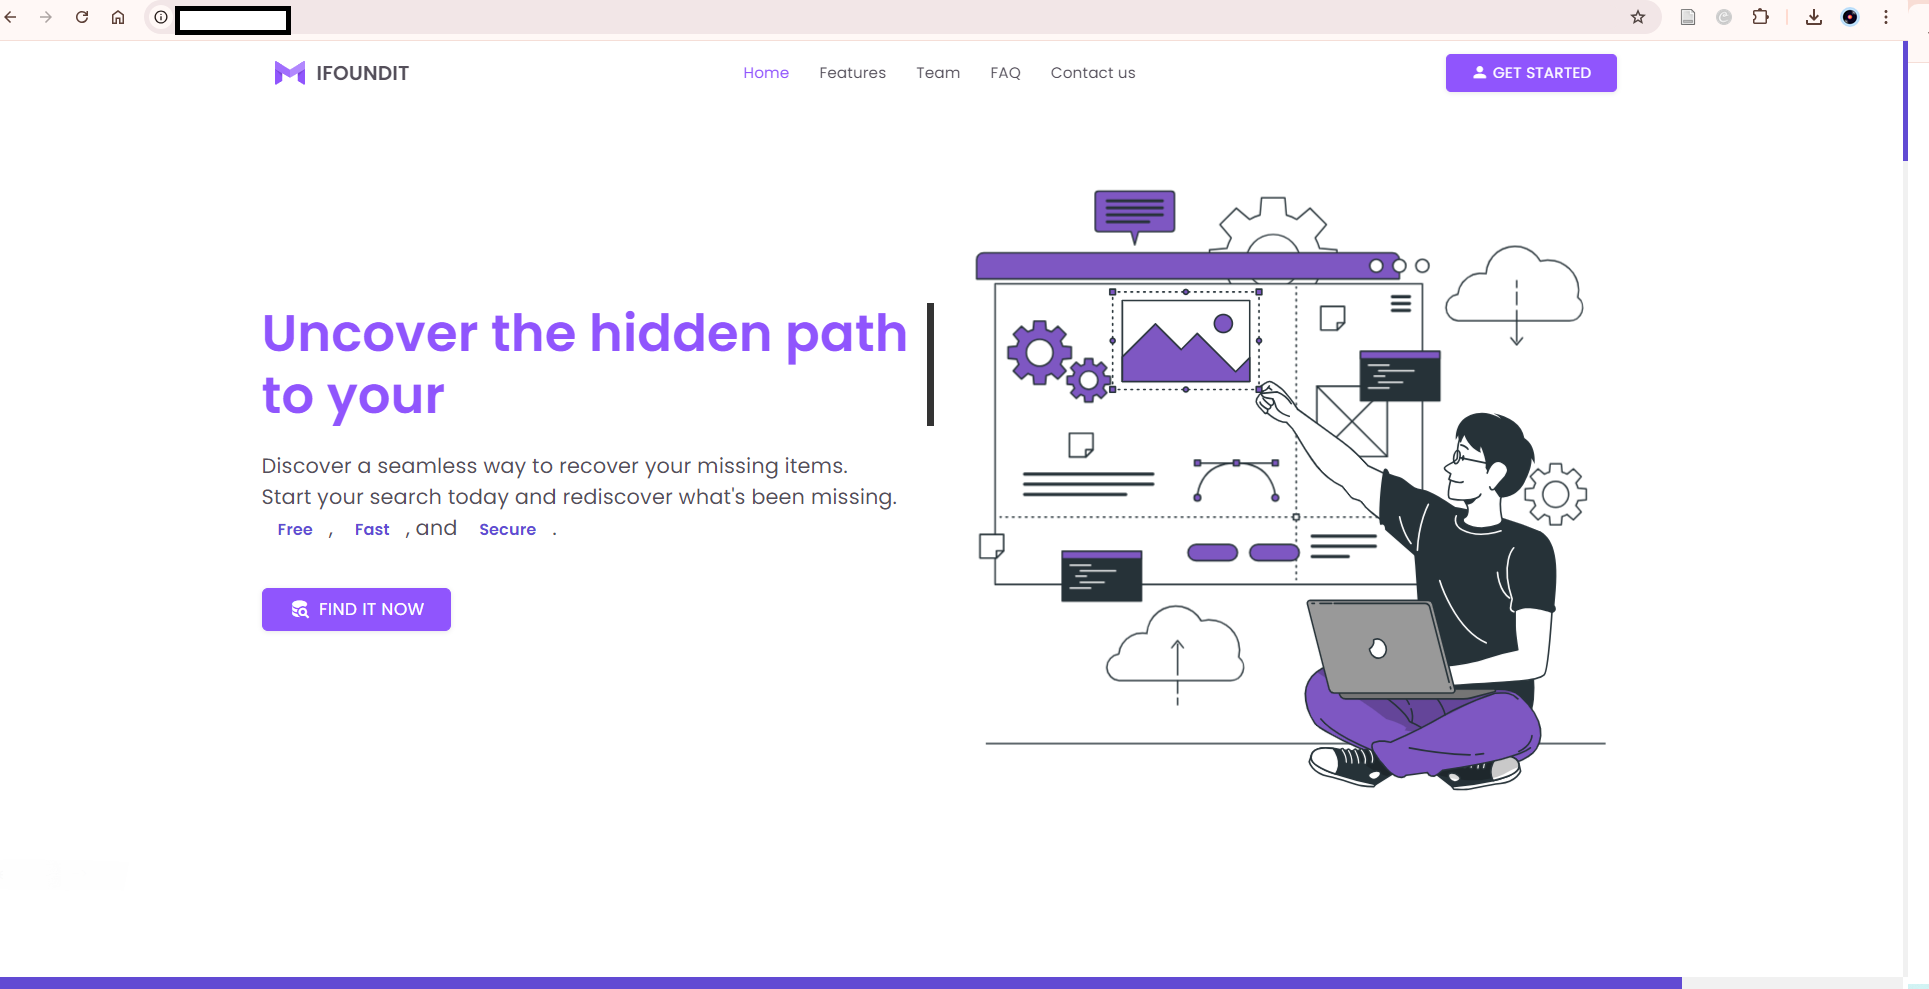 IFOUNDIT
Home Features Team FAQ Contact us
GET STARTED
Uncover the hidden path
to your
Discover a seamless way to recover your missing items.
Start your search today and rediscover what's been missing.
Free , Fast , and Secure .
FIND IT NOW